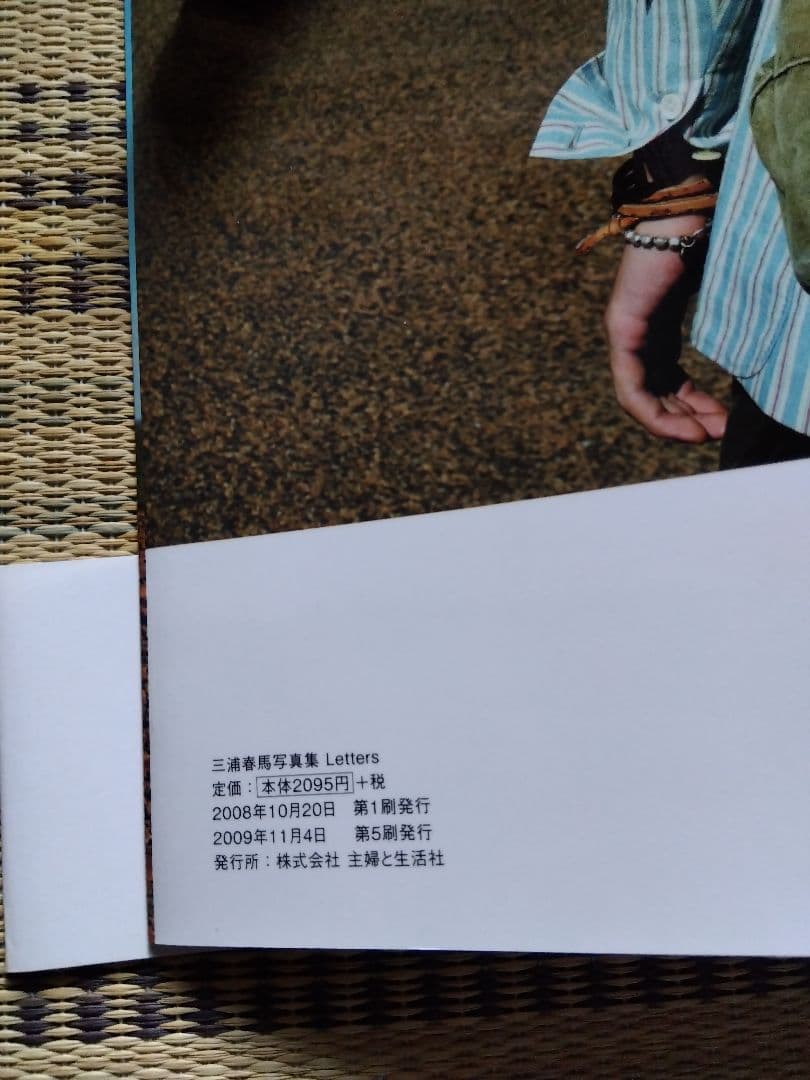 三浦春馬写真集 Letters
定価：本体2095円+税
2008年10月20日　第1刷発行
2009年11月4日　第5刷発行
発行所：株式会社 主婦と生活社